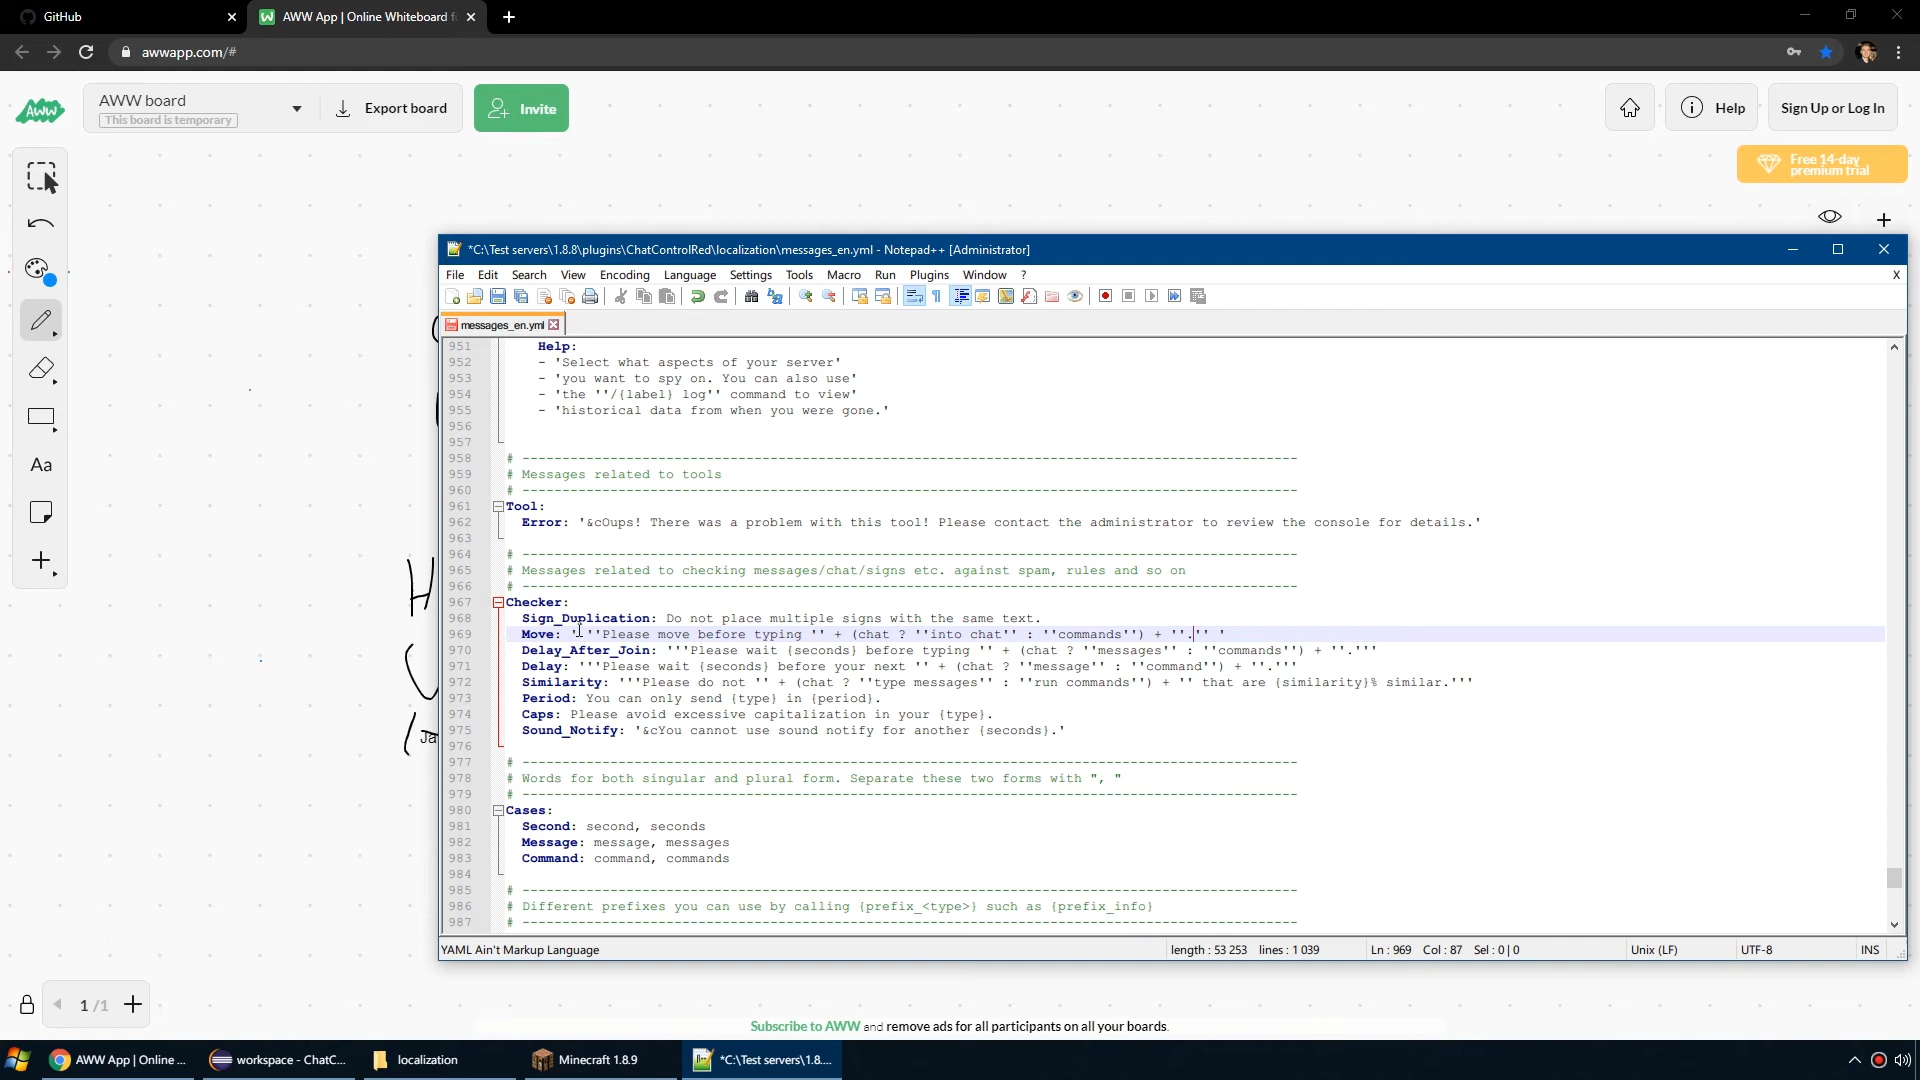 GitHub
AWW App | Online Whiteboard f
awwapp.com/#
AWW
AWW board
This board is temporary
Export board
Invite
Help
Sign Up or Log In
Free 14-day
premium trial
*C:\Test servers\1.8.8\plugins\ChatControlRed\localization\messages_en.yml - Notepad++ [Administrator]
File Edit Search View Encoding Language Settings Tools Macro Run Plugins Window ?
X
messages_en.yml
951 Help:
952 - 'Select what aspects of your server'
953 - 'you want to spy on. You can also use'
954 - 'the ''/{label} log'' command to view'
955 - 'historical data from when you were gone.'
956
957
958 # ---------------------------------------------------------------------------------------------
959 # Messages related to tools
960 # ---------------------------------------------------------------------------------------------
961 Tool:
962 Error: '&cOups! There was a problem with this tool! Please contact the administrator to review the console for details.'
963
964 # ---------------------------------------------------------------------------------------------
965 # Messages related to checking messages/chat/signs etc. against spam, rules and so on
966 # ---------------------------------------------------------------------------------------------
967 Checker:
968 Sign_Duplication: Do not place multiple signs with the same text.
969 Move: ' ''Please move before typing '' + (chat ? ''into chat'' : ''commands'') + ''.'' '
970 Delay_After_Join: '''Please wait {seconds} before typing '' + (chat ? ''messages'' : ''commands'') + ''.'''
971 Delay: '''Please wait {seconds} before your next '' + (chat ? ''message'' : ''command'') + ''.'''
972 Similarity: '''Please do not '' + (chat ? ''type messages'' : ''run commands'') + '' that are {similarity}% similar.'''
973 Period: You can only send {type} in {period}.
974 Caps: Please avoid excessive capitalization in your {type}.
975 Sound_Notify: '&cYou cannot use sound notify for another {seconds}.'
976
977 # ---------------------------------------------------------------------------------------------
978 # Words for both singular and plural form. Separate these two forms with ", "
979 # ---------------------------------------------------------------------------------------------
980 Cases:
981 Second: second, seconds
982 Message: message, messages
983 Command: command, commands
984
985 # ---------------------------------------------------------------------------------------------
986 # Different prefixes you can use by calling {prefix_<type>} such as {prefix_info}
987 # ---------------------------------------------------------------------------------------------
YAML Ain't Markup Language length : 53 253 lines : 1 039 Ln : 969 Col : 87 Sel : 0 | 0 Unix (LF) UTF-8 INS
Aa
H
Ja
1 / 1
Subscribe to AWW and remove ads for all participants on all your boards.
AWW App | Online ...
workspace - ChatC...
localization
Minecraft 1.8.9
*C:\Test servers\1.8....